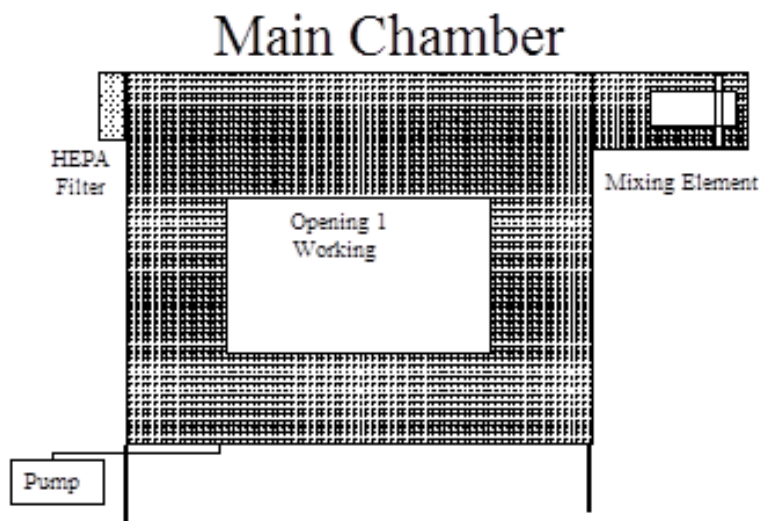 Main Chamber
HEPA
Filter
Mixing Element
Opening 1
Working
Pump